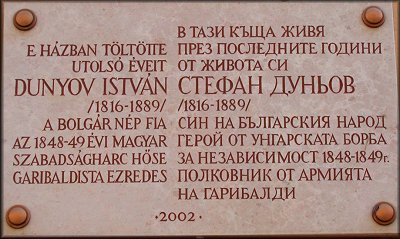 E HÁZBAN TÖLTÖTTE
UTOLSÓ ÉVEIT
DUNYOV ISTVÁN
/1816-1889/
A BOLGÁR NÉP FIA
AZ 1848-49 ÉVI MAGYAR
SZABADSÁGHARC HŐSE
GARIBALDISTA EZREDES
В ТАЗИ КЪЩА ЖИВЯ
ПРЕЗ ПОСЛЕДНИТЕ ГОДИНИ
ОТ ЖИВОТА СИ
СТЕФАН ДУНЬОВ
/1816-1889/
СИН НА БЪЛГАРСКИЯ НАРОД
ГЕРОЙ ОТ УНГАРСКАТА БОРБА
ЗА НЕЗАВИСИМОСТ 1848-1849г.
ПОЛКОВНИК ОТ АРМИЯТА
НА ГАРИБАЛДИ
·2002·